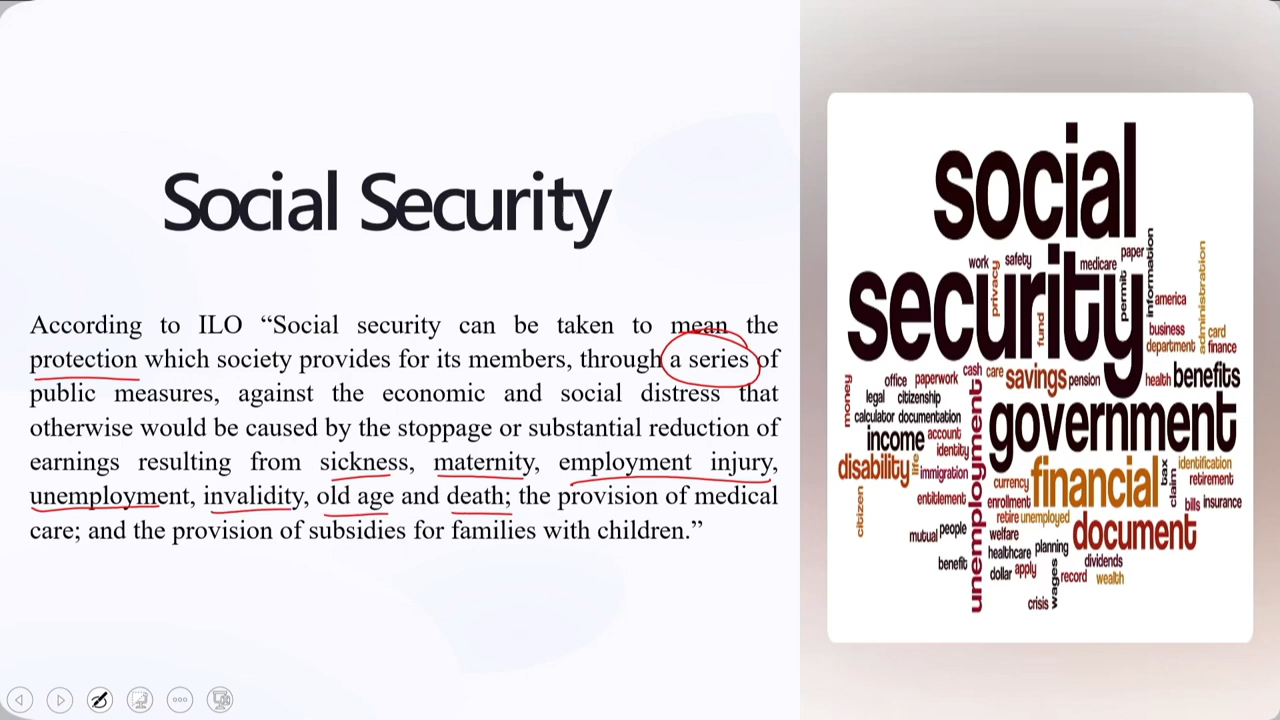 Social Security
According to ILO “Social security can be taken to mean the
protection which society provides for its members, through a series of
public measures, against the economic and social distress that
otherwise would be caused by the stoppage or substantial reduction of
earnings resulting from sickness, maternity, employment injury,
unemployment, invalidity, old age and death; the provision of medical
care; and the provision of subsidies for families with children.”
social
security
work
safety
medicare
paper
information
privacy
fund
permit
america
administration
business
card
department
finance
money
office
paperwork
cash
care
savings
pension
health
benefits
legal
citizenship
calculator
documentation
government
income
account
identity
disability
life
immigration
unemployment
currency
financial
tax
claim
identification
retirement
citizen
entitlement
enrollment
bills
insurance
retire
unemployed
document
mutual
people
welfare
healthcare
planning
benefit
dollar
apply
wages
dividends
record
wealth
crisis